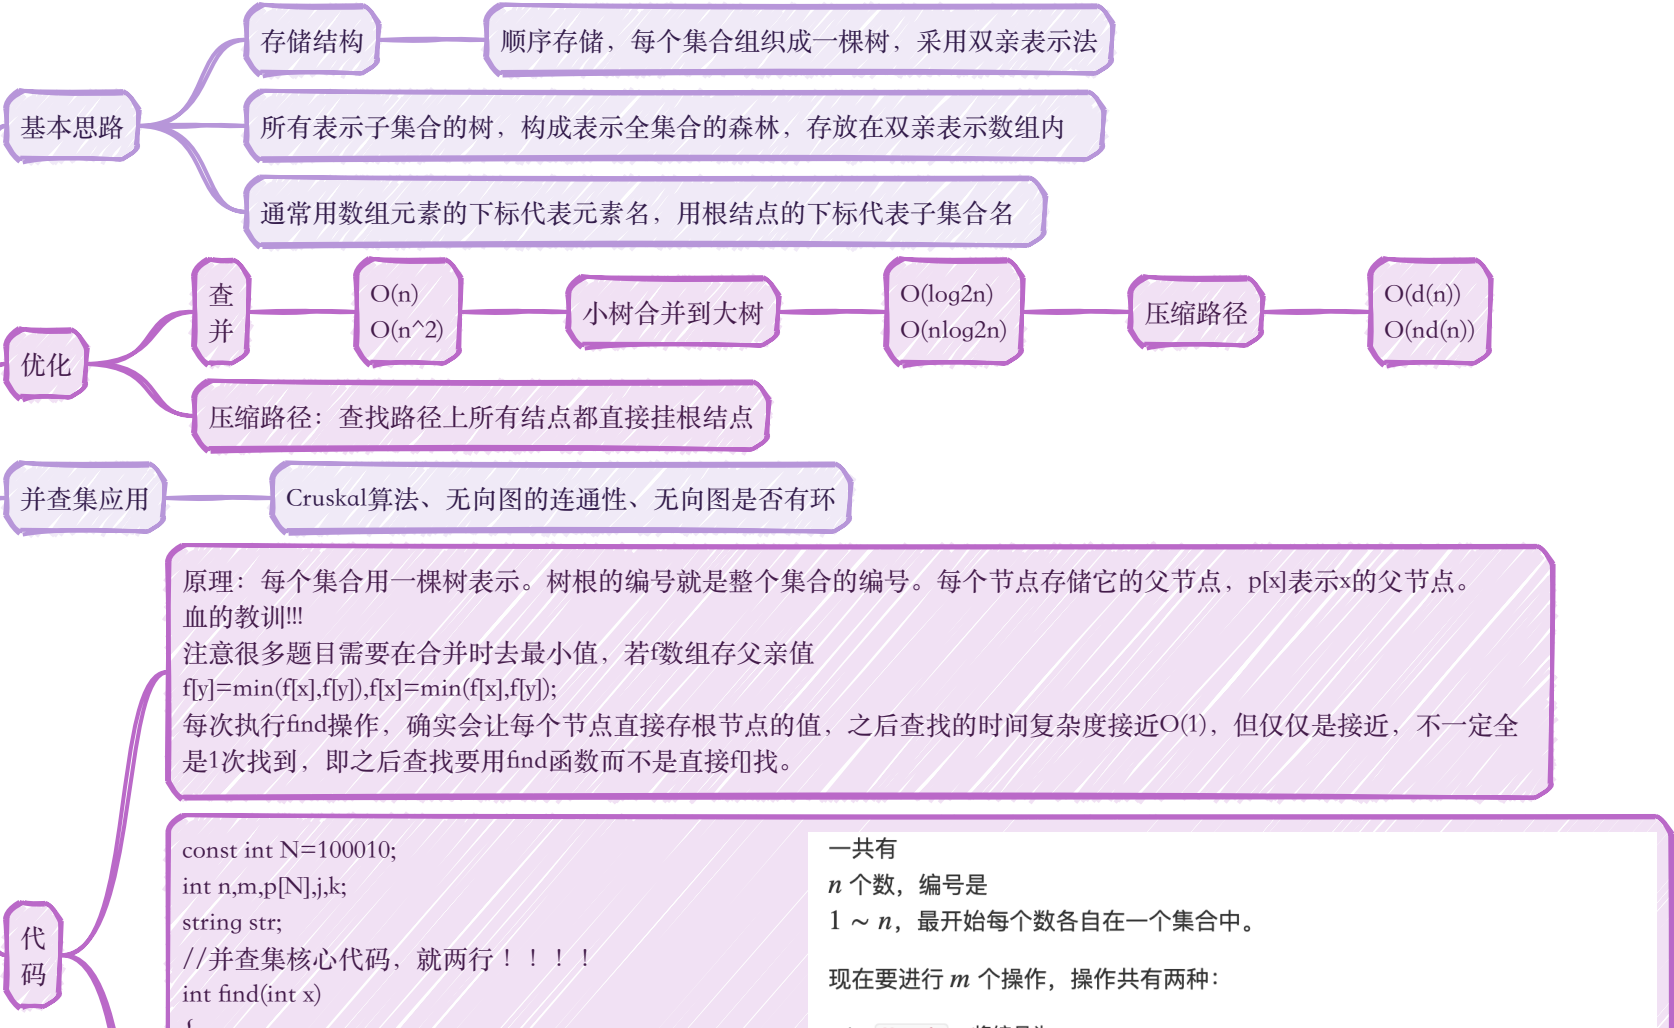 存储结构
顺序存储，每个集合组织成一棵树，采用双亲表示法
基本思路
所有表示子集合的树，构成表示全集合的森林，存放在双亲表示数组内
通常用数组元素的下标代表元素名，用根结点的下标代表子集合名
查
并
O(n)
O(n^2)
小树合并到大树
O(log2n)
O(nlog2n)
压缩路径
O(d(n))
O(nd(n))
优化
压缩路径：查找路径上所有结点都直接挂根结点
并查集应用
Cruskal算法、无向图的连通性、无向图是否有环
原理：每个集合用一棵树表示。树根的编号就是整个集合的编号。每个节点存储它的父节点，p[x]表示x的父节点。
血的教训!!!
注意很多题目需要在合并时去最小值，若f数组存父亲值
f[y]=min(f[x],f[y]),f[x]=min(f[x],f[y]);
每次执行find操作，确实会让每个节点直接存根节点的值，之后查找的时间复杂度接近O(1)，但仅仅是接近，不一定全
是1次找到，即之后查找要用find函数而不是直接f[]找。
代
码
const int N=100010;
int n,m,p[N],j,k;
string str;
//并查集核心代码，就两行！！！！
int find(int x)
{
一共有
n 个数，编号是
1 ~ n，最开始每个数各自在一个集合中。
现在要进行 m 个操作，操作共有两种：